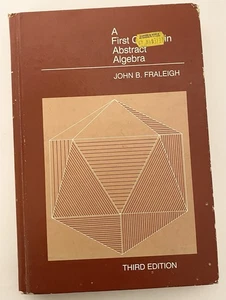 A
First C in
Abstract
Algebra
JOHN B. FRALEIGH
THIRD EDITION